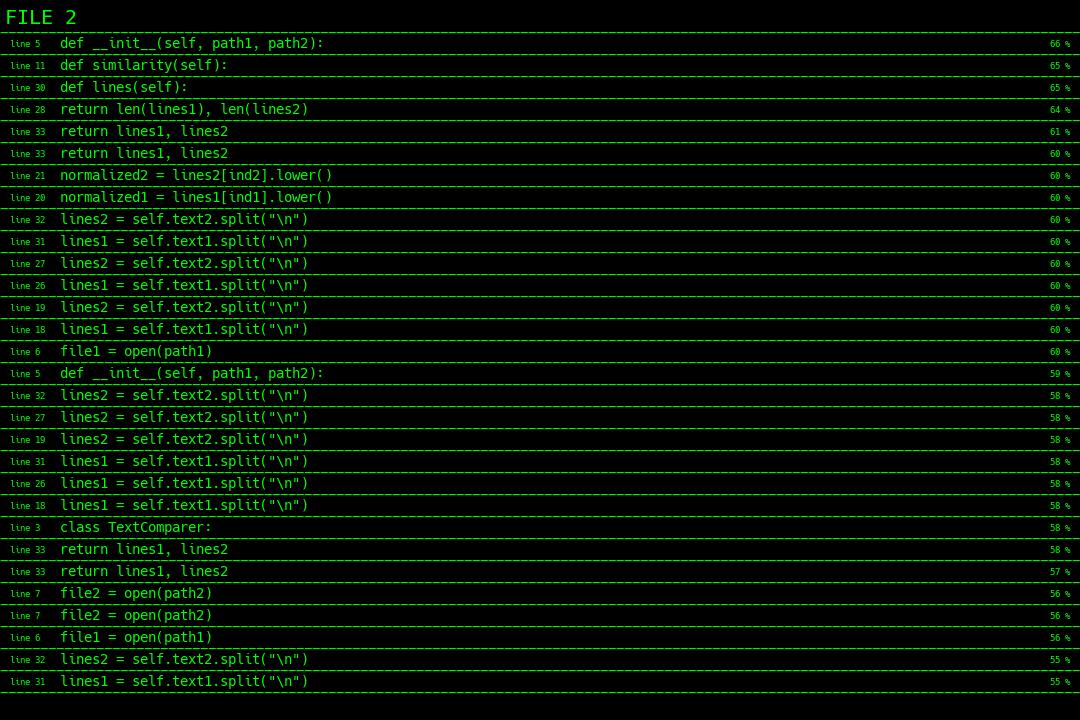 FILE 2
line 5 def __init__(self, path1, path2): 66 %
line 11 def similarity(self): 65 %
line 30 def lines(self): 65 %
line 28 return len(lines1), len(lines2) 64 %
line 33 return lines1, lines2 61 %
line 33 return lines1, lines2 60 %
line 21 normalized2 = lines2[ind2].lower() 60 %
line 20 normalized1 = lines1[ind1].lower() 60 %
line 32 lines2 = self.text2.split("\n") 60 %
line 31 lines1 = self.text1.split("\n") 60 %
line 27 lines2 = self.text2.split("\n") 60 %
line 26 lines1 = self.text1.split("\n") 60 %
line 19 lines2 = self.text2.split("\n") 60 %
line 18 lines1 = self.text1.split("\n") 60 %
line 6 file1 = open(path1) 60 %
line 5 def __init__(self, path1, path2): 59 %
line 32 lines2 = self.text2.split("\n") 58 %
line 27 lines2 = self.text2.split("\n") 58 %
line 19 lines2 = self.text2.split("\n") 58 %
line 31 lines1 = self.text1.split("\n") 58 %
line 26 lines1 = self.text1.split("\n") 58 %
line 18 lines1 = self.text1.split("\n") 58 %
line 3 class TextComparer: 58 %
line 33 return lines1, lines2 58 %
line 33 return lines1, lines2 57 %
line 7 file2 = open(path2) 56 %
line 7 file2 = open(path2) 56 %
line 6 file1 = open(path1) 56 %
line 32 lines2 = self.text2.split("\n") 55 %
line 31 lines1 = self.text1.split("\n") 55 %